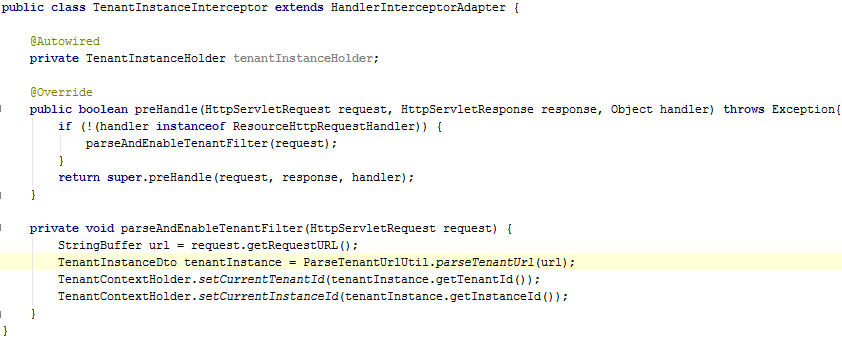 public class TenantInstanceInterceptor extends HandlerInterceptorAdapter {
@Autowired
private TenantInstanceHolder tenantInstanceHolder;
@Override
public boolean preHandle(HttpServletRequest request, HttpServletResponse response, Object handler) throws Exception{
if (!(handler instanceof ResourceHttpRequestHandler)) {
parseAndEnableTenantFilter(request);
}
return super.preHandle(request, response, handler);
}
private void parseAndEnableTenantFilter(HttpServletRequest request) {
StringBuffer url = request.getRequestURL();
TenantInstanceDto tenantInstance = ParseTenantUrlUtil.parseTenantUrl(url);
TenantContextHolder.setCurrentTenantId(tenantInstance.getTenantId());
TenantContextHolder.setCurrentInstanceId(tenantInstance.getInstanceId());
}
}